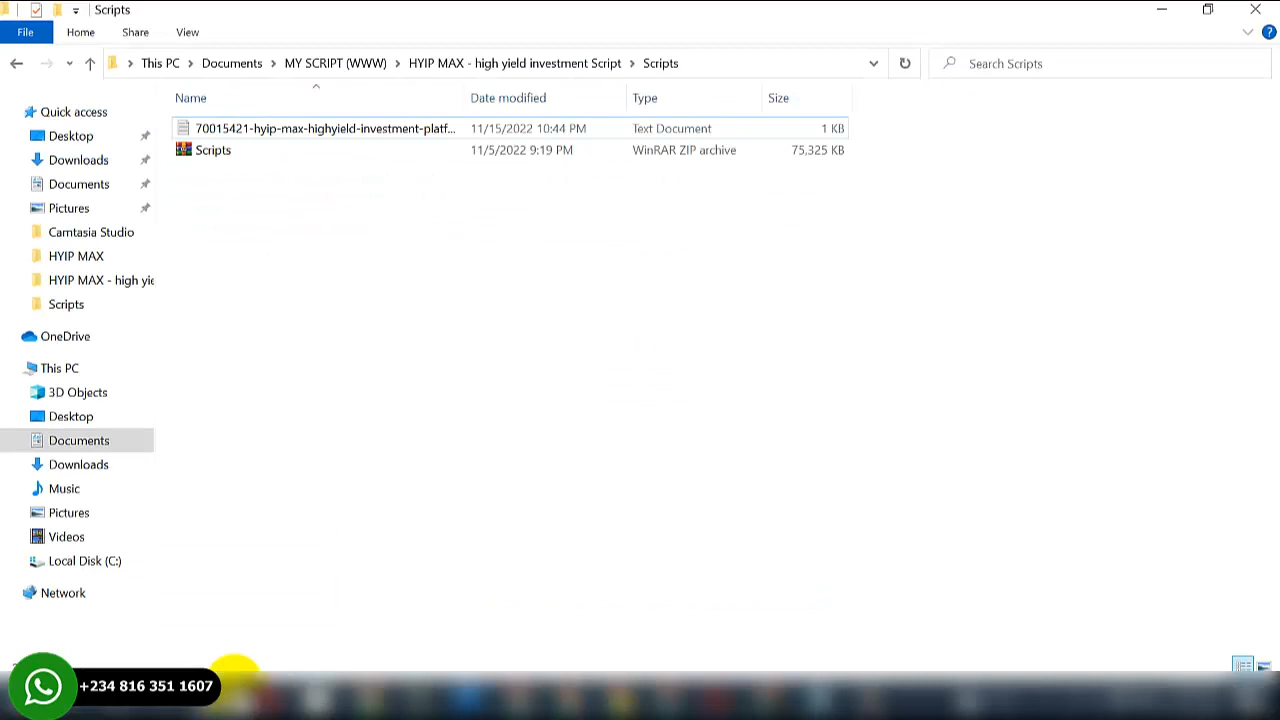 Scripts
File Home Share View
This PC Documents MY SCRIPT (WWW) HYIP MAX - high yield investment Script Scripts
Search Scripts
Name Date modified Type Size
70015421-hyip-max-highyield-investment-platf... 11/15/2022 10:44 PM Text Document 1 KB
Scripts 11/5/2022 9:19 PM WinRAR ZIP archive 75,325 KB
Quick access
Desktop
Downloads
Documents
Pictures
Camtasia Studio
HYIP MAX
HYIP MAX - high yie
Scripts
OneDrive
This PC
3D Objects
Desktop
Documents
Downloads
Music
Pictures
Videos
Local Disk (C:)
Network
+234 816 351 1607